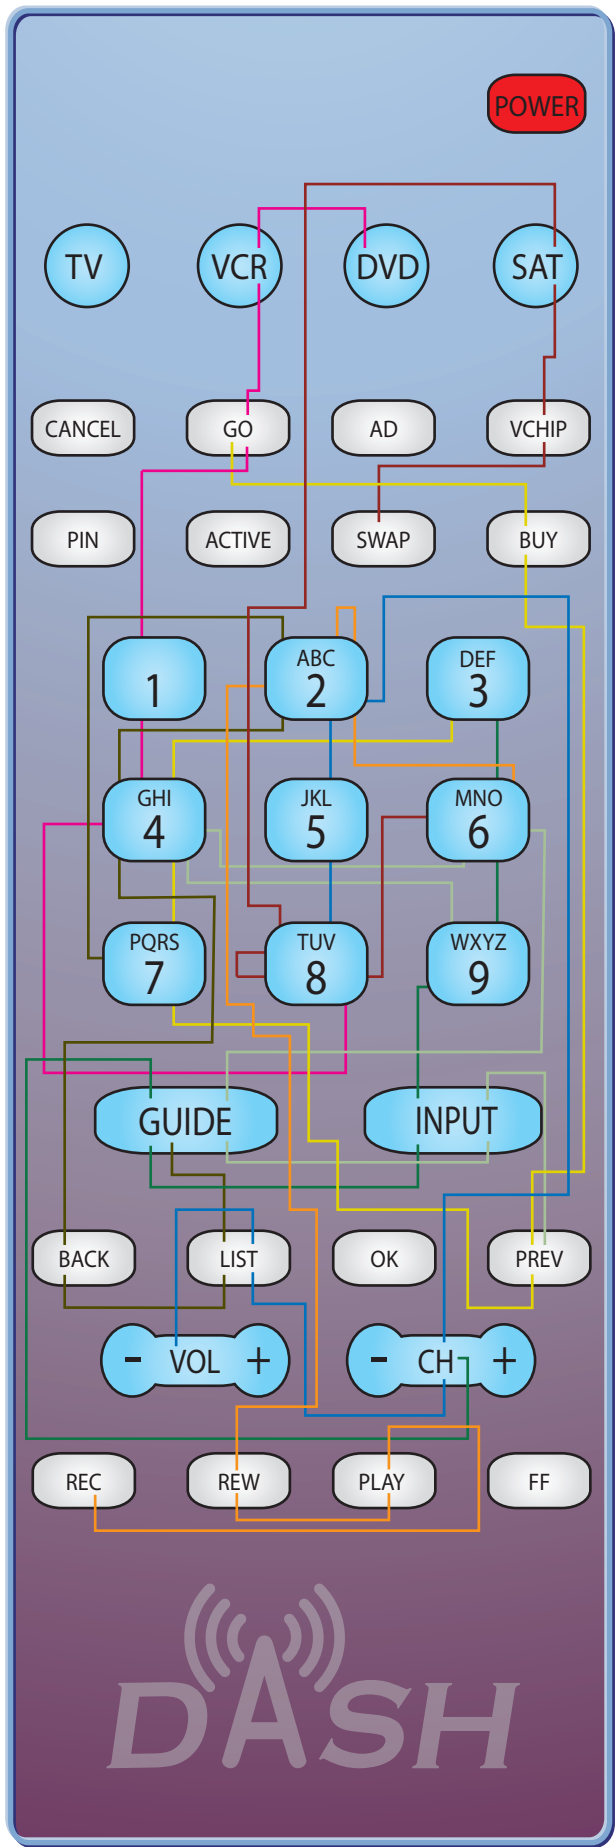 POWER
TV VCR DVD SAT
CANCEL GO AD VCHIP
PIN ACTIVE SWAP BUY
ABC DEF
1 2 3
GHI JKL MNO
4 5 6
PQRS TUV WXYZ
7 8 9
GUIDE INPUT
BACK LIST OK PREV
- VOL + - CH +
REC REW PLAY FF
DASH